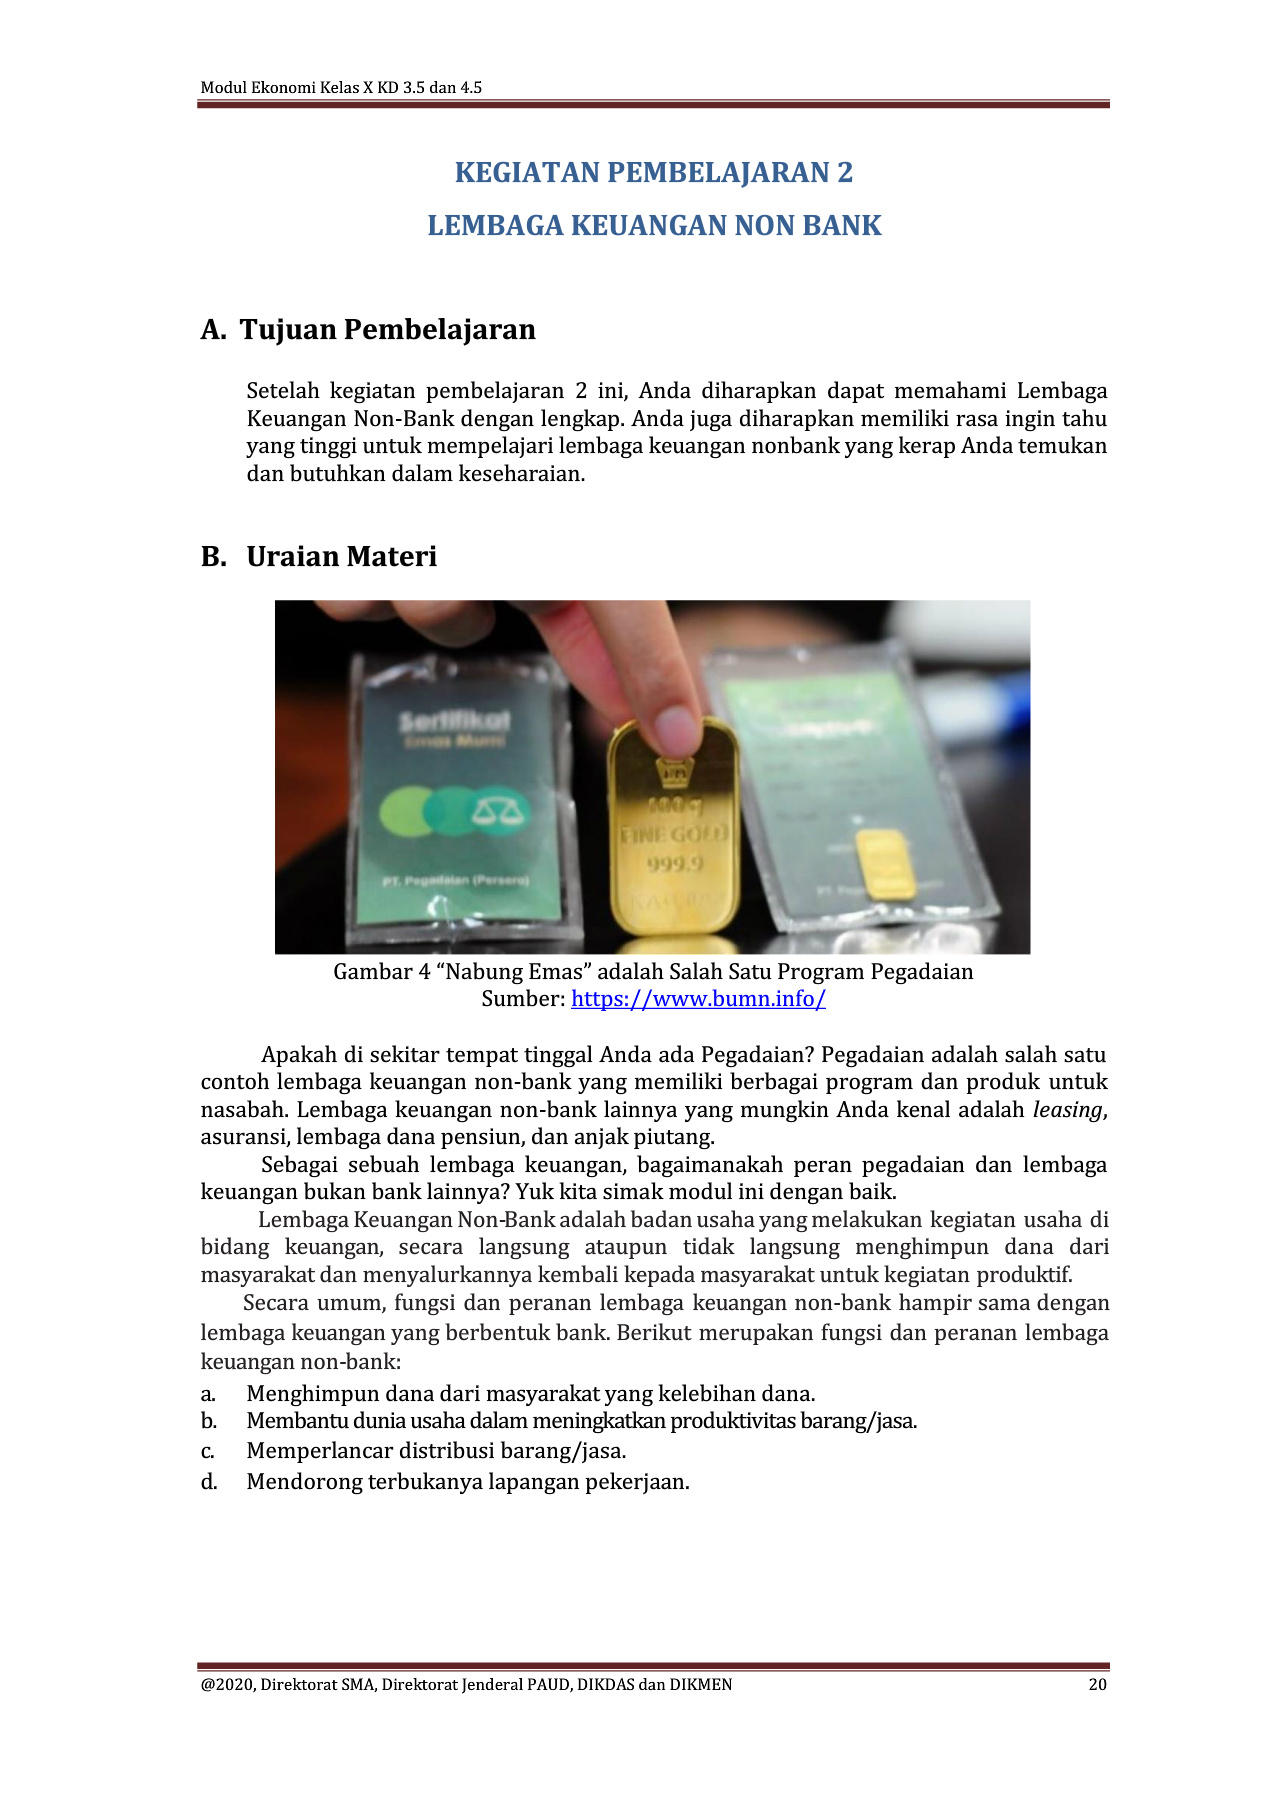 Modul Ekonomi Kelas X KD 3.5 dan 4.5
KEGIATAN PEMBELAJARAN 2
LEMBAGA KEUANGAN NON BANK
A. Tujuan Pembelajaran
Setelah kegiatan pembelajaran 2 ini, Anda diharapkan dapat memahami Lembaga
Keuangan Non-Bank dengan lengkap. Anda juga diharapkan memiliki rasa ingin tahu
yang tinggi untuk mempelajari lembaga keuangan nonbank yang kerap Anda temukan
dan butuhkan dalam keseharaian.
B. Uraian Materi
Sertifikat
Emas Murni
PT. Pegadaian (Persero)
100 g
FINE GOLD
999.9
Gambar 4 “Nabung Emas” adalah Salah Satu Program Pegadaian
Sumber: https://www.bumn.info/
Apakah di sekitar tempat tinggal Anda ada Pegadaian? Pegadaian adalah salah satu
contoh lembaga keuangan non-bank yang memiliki berbagai program dan produk untuk
nasabah. Lembaga keuangan non-bank lainnya yang mungkin Anda kenal adalah leasing,
asuransi, lembaga dana pensiun, dan anjak piutang.
Sebagai sebuah lembaga keuangan, bagaimanakah peran pegadaian dan lembaga
keuangan bukan bank lainnya? Yuk kita simak modul ini dengan baik.
Lembaga Keuangan Non-Bank adalah badan usaha yang melakukan kegiatan usaha di
bidang keuangan, secara langsung ataupun tidak langsung menghimpun dana dari
masyarakat dan menyalurkannya kembali kepada masyarakat untuk kegiatan produktif.
Secara umum, fungsi dan peranan lembaga keuangan non-bank hampir sama dengan
lembaga keuangan yang berbentuk bank. Berikut merupakan fungsi dan peranan lembaga
keuangan non-bank:
a. Menghimpun dana dari masyarakat yang kelebihan dana.
b. Membantu dunia usaha dalam meningkatkan produktivitas barang/jasa.
c. Memperlancar distribusi barang/jasa.
d. Mendorong terbukanya lapangan pekerjaan.
@2020, Direktorat SMA, Direktorat Jenderal PAUD, DIKDAS dan DIKMEN 20